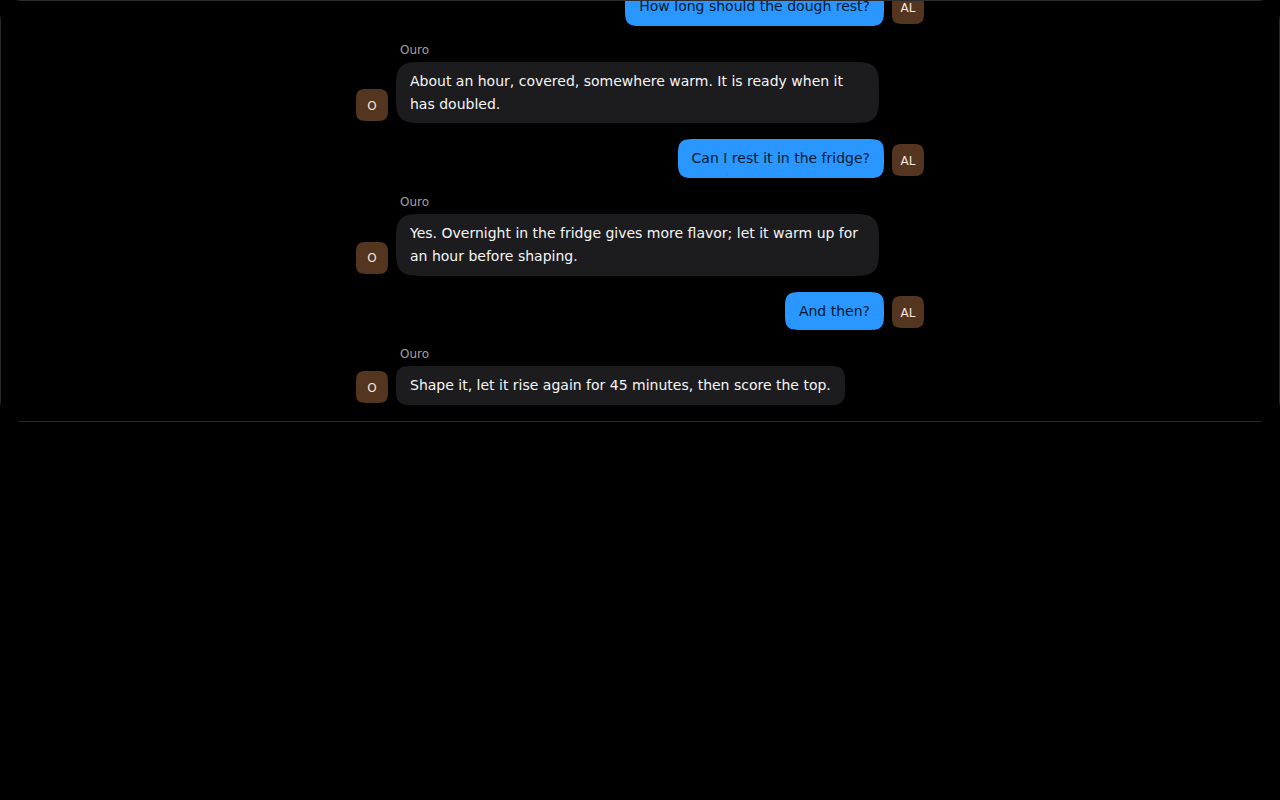 How long should the dough rest?
AL
Ouro
About an hour, covered, somewhere warm. It is ready when it
has doubled.
O
Can I rest it in the fridge?
AL
Ouro
Yes. Overnight in the fridge gives more flavor; let it warm up for
an hour before shaping.
O
And then?
AL
Ouro
Shape it, let it rise again for 45 minutes, then score the top.
O